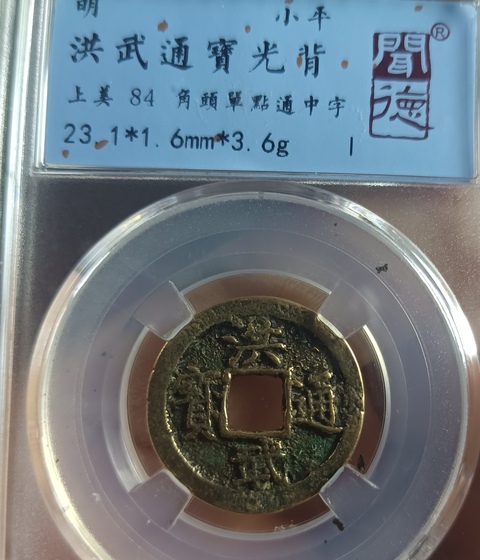 明 小平
洪武通寶光背
上美 84 角頭單點通中字
23.1*1.6mm*3.6g
聞德
®
洪武通寶